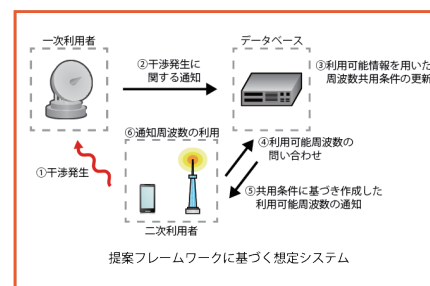 一次利用者
データベース
②干渉発生に
関する通知
③利用可能情報を用いた
周波数共用条件の更新
⑥通知周波数の利用
④利用可能周波数の
問い合わせ
①干渉発生
⑤共用条件に基づき作成した
利用可能周波数の通知
二次利用者
提案フレームワークに基づく想定システム